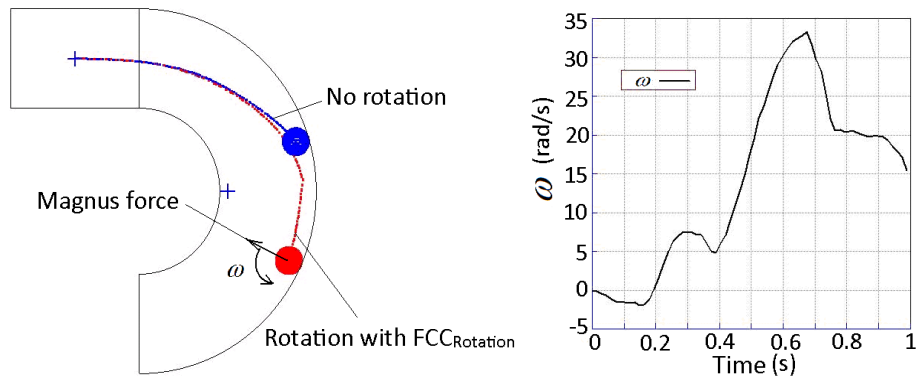 No rotation
Magnus force
ω
Rotation with FCCRotation
ω (rad/s)
35
30
25
20
15
10
5
0
-5
ω
0 0.2 0.4 0.6 0.8 1
Time (s)